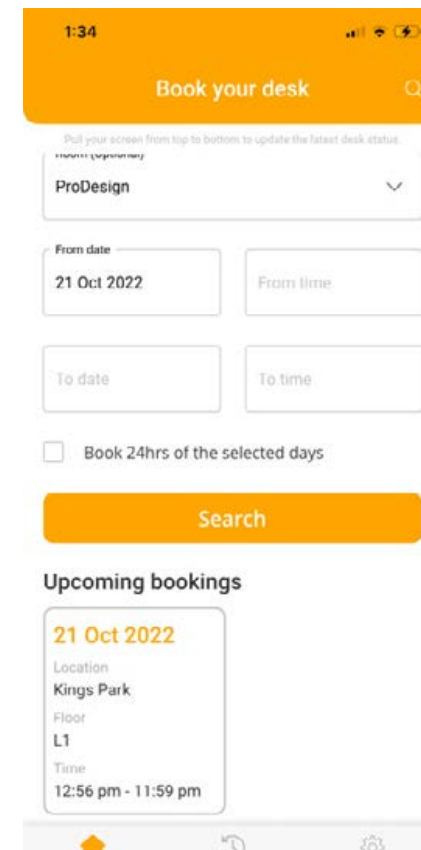 1:34
Book your desk
Pull your screen from top to bottom to update the latest desk status.
Room (optional)
ProDesign
From date
21 Oct 2022
From time
To date
To time
Book 24hrs of the selected days
Search
Upcoming bookings
21 Oct 2022
Location
Kings Park
Floor
L1
Time
12:56 pm - 11:59 pm